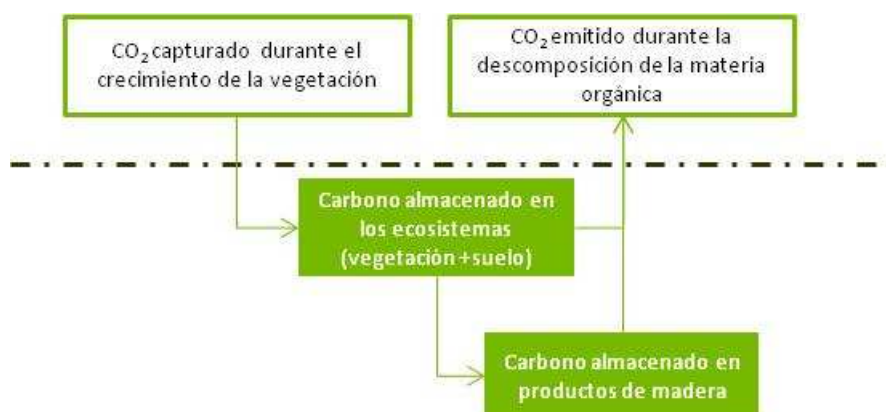 CO₂ capturado durante el
crecimiento de la vegetación
CO₂ emitido durante la
descomposición de la materia
orgánica
Carbono almacenado en
los ecosistemas
(vegetación+suelo)
Carbono almacenado en
productos de madera